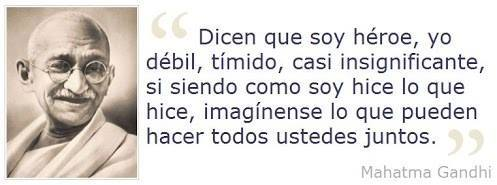 “ Dicen que soy héroe, yo
débil, tímido, casi insignificante,
si siendo como soy hice lo que
hice, imagínense lo que pueden
hacer todos ustedes juntos. ”
Mahatma Gandhi